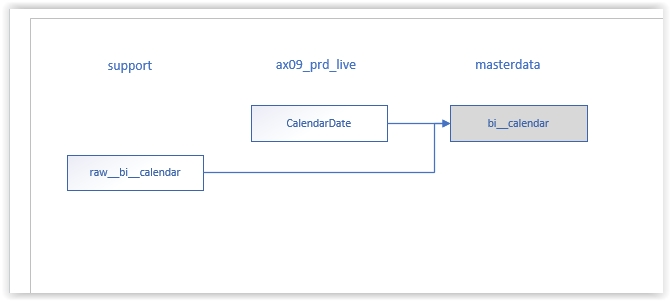 support ax09_prd_live masterdata
CalendarDate bi__calendar
raw__bi__calendar